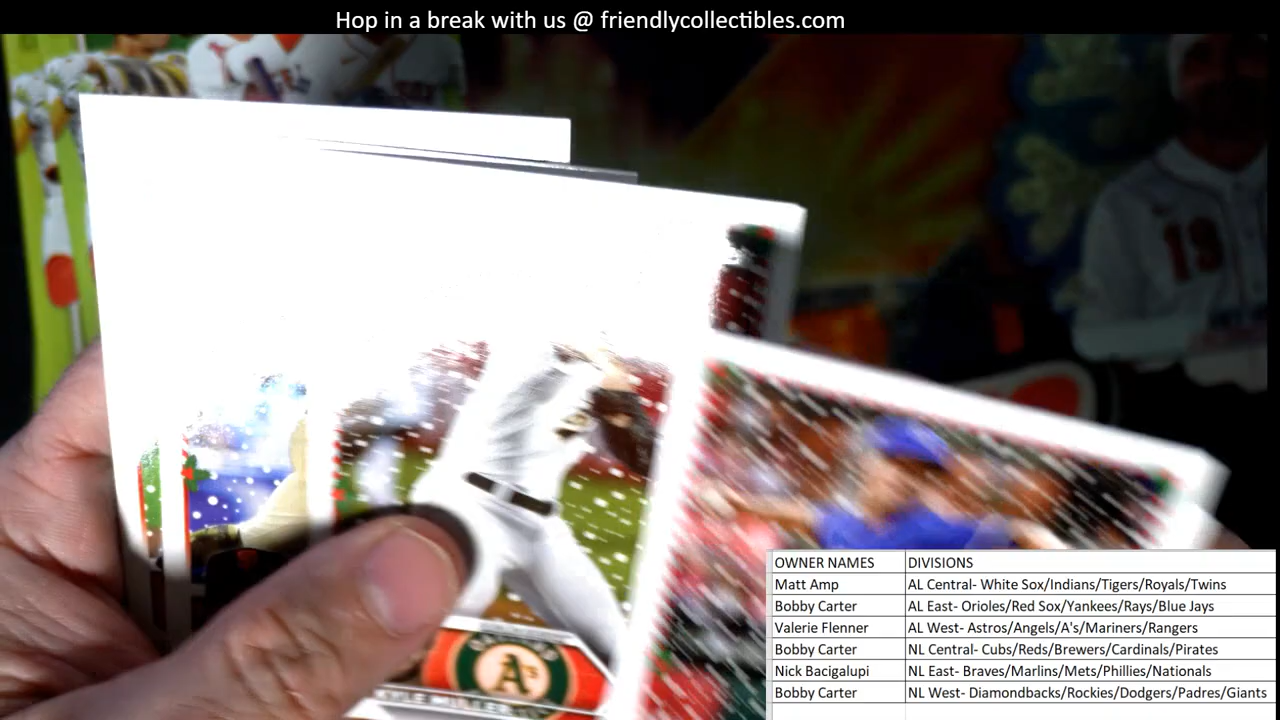 Hop in a break with us @ friendlycollectibles.com
19
A's
KYLE MULLER
OWNER NAMES DIVISIONS
Matt Amp AL Central- White Sox/Indians/Tigers/Royals/Twins
Bobby Carter AL East- Orioles/Red Sox/Yankees/Rays/Blue Jays
Valerie Flenner AL West- Astros/Angels/A's/Mariners/Rangers
Bobby Carter NL Central- Cubs/Reds/Brewers/Cardinals/Pirates
Nick Bacigalupi NL East- Braves/Marlins/Mets/Phillies/Nationals
Bobby Carter NL West- Diamondbacks/Rockies/Dodgers/Padres/Giants